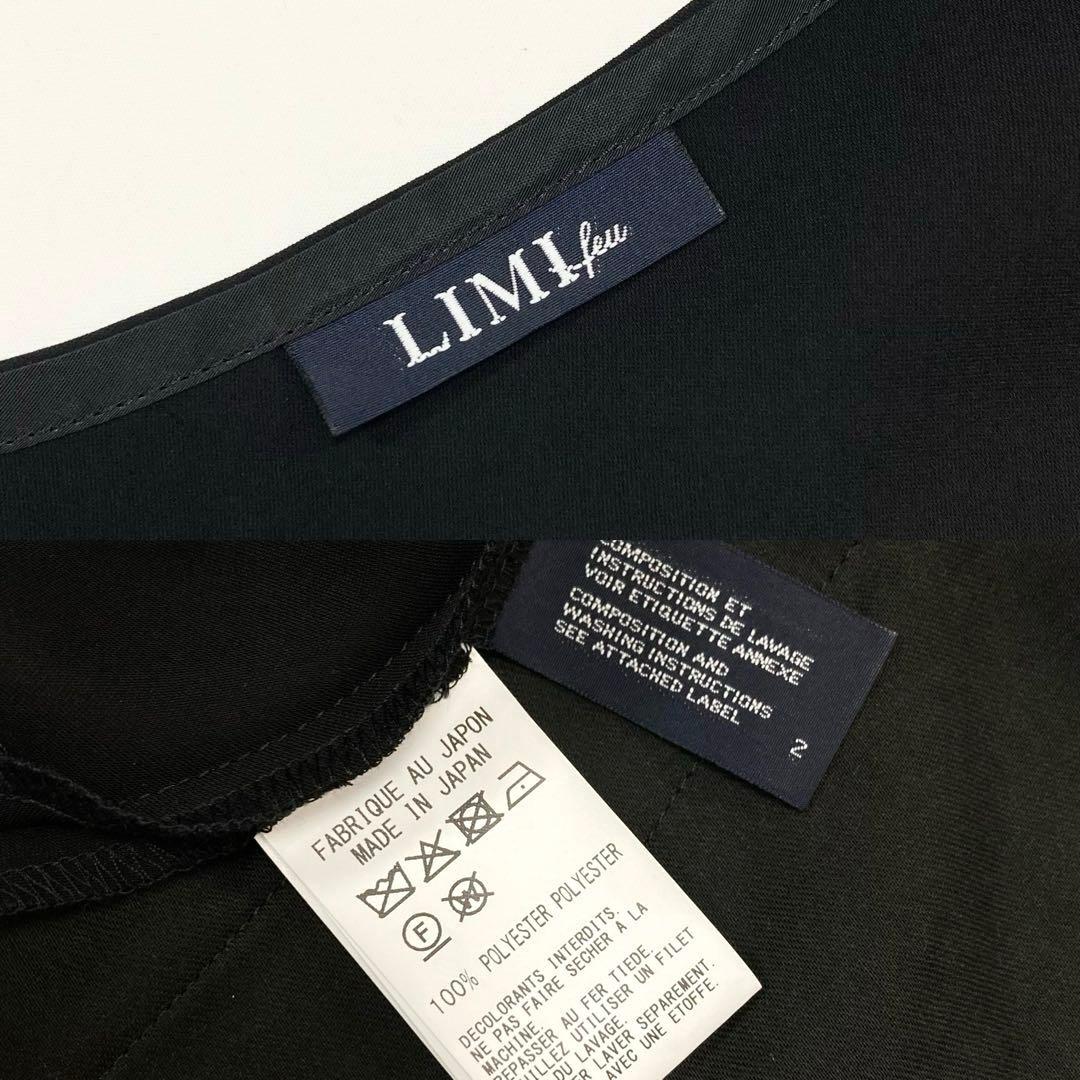 LIMI feu
COMPOSITION ET
INSTRUCTIONS DE LAVAGE
VOIR ETIQUETTE ANNEXE
COMPOSITION AND
WASHING INSTRUCTIONS
SEE ATTACHED LABEL
2
FABRIQUE AU JAPON
MADE IN JAPAN
F
W
100% POLYESTER POLYESTER
DECOLORANTS INTERDITS.
NE PAS FAIRE SECHER À LA
MACHINE.
REPASSER AU FER TIEDE.
UTILISER UN FILET
DU LAVAGE.
LAVER SEPAREMENT.
AVEC UNE ETOFFE.